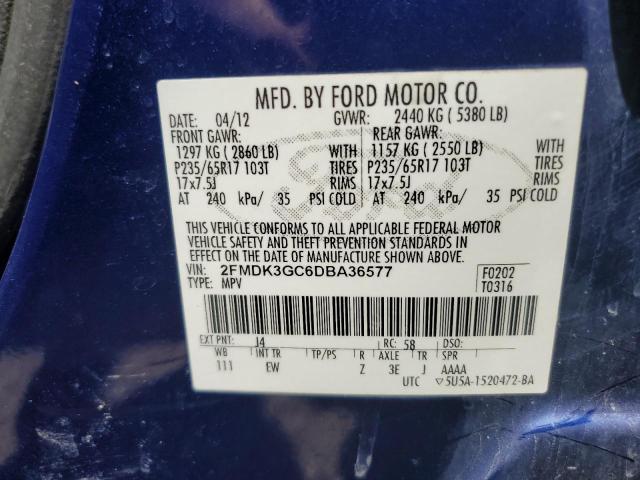 MFD. BY FORD MOTOR CO.
DATE: 04/12 GVWR: 2440 KG ( 5380 LB)
FRONT GAWR: REAR GAWR:
1297 KG ( 2860 LB) WITH 1157 KG ( 2550 LB) WITH
P235/65R17 103T TIRES P235/65R17 103T TIRES
17x7.5J RIMS 17x7.5J RIMS
AT 240 kPa/ 35 PSI COLD AT 240 kPa/ 35 PSI COLD
Ford
THIS VEHICLE CONFORMS TO ALL APPLICABLE FEDERAL MOTOR
VEHICLE SAFETY AND THEFT PREVENTION STANDARDS IN
EFFECT ON THE DATE OF MANUFACTURE SHOWN ABOVE.
VIN: 2FMDK3GC6DBA36577 F0202
TYPE: MPV T0316
EXT PNT: J4 RC: 58 DSO:
WB INT TR TP/PS R AXLE TR SPR
111 EW Z 3E J AAAA
UTC ▽5U5A-1520472-BA